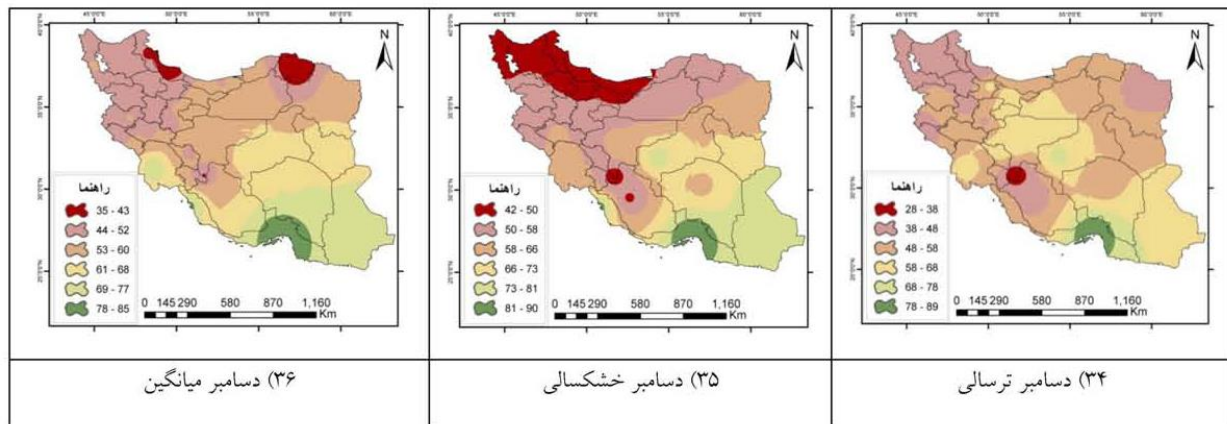 N
راهنما
28 - 38
38 - 48
48 - 58
58 - 68
68 - 78
78 - 89
0 145 290 580 870 1,160
Km
۳۴) دسامبر ترسالی
N
راهنما
42 - 50
50 - 58
58 - 66
66 - 73
73 - 81
81 - 90
0 145 290 580 870 1,160
Km
۳۵) دسامبر خشکسالی
N
راهنما
35 - 43
44 - 52
53 - 60
61 - 68
69 - 77
78 - 85
0 145 290 580 870 1,160
Km
۳۶) دسامبر میانگین